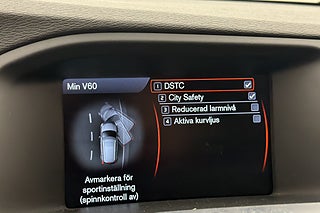 Min V60
1 DSTC
2 City Safety
3 Reducerad larmnivå
4 Aktiva kurvljus
Avmarkera för
sportinställning
(spinnkontroll av)